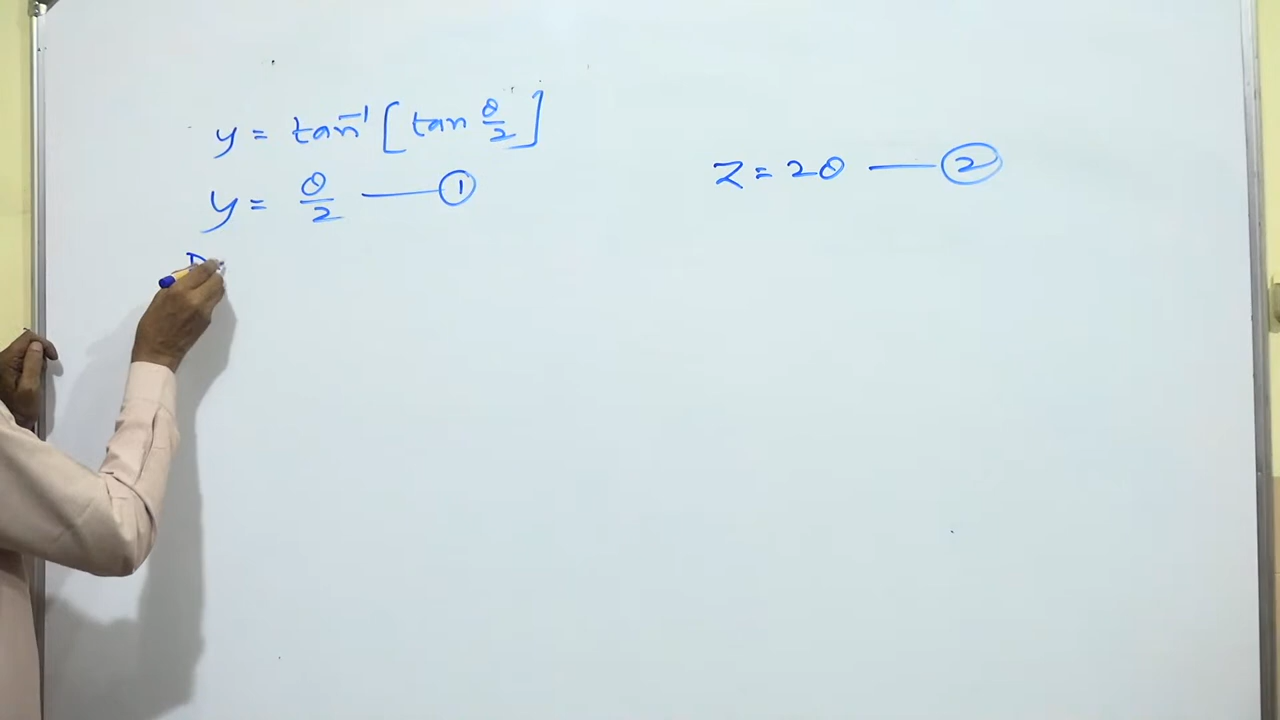 y = tan⁻¹ [tan θ/2]
y = θ/2 —— ①
z = 2θ —— ②
D